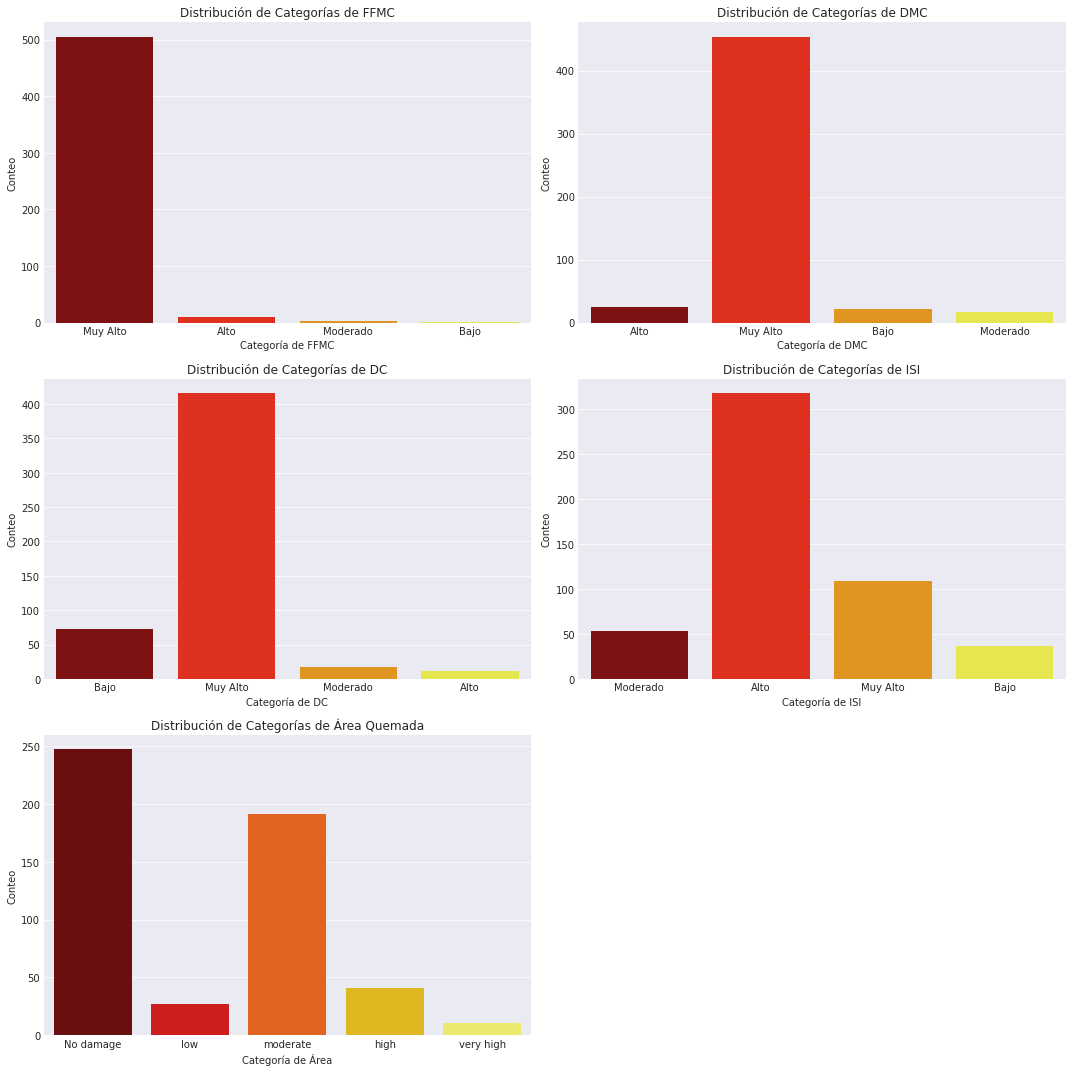 Distribución de Categorías de FFMC
500
400
300
200
100
0
Conteo
Muy Alto Alto Moderado Bajo
Categoría de FFMC
Distribución de Categorías de DMC
400
300
200
100
0
Conteo
Alto Muy Alto Bajo Moderado
Categoría de DMC
Distribución de Categorías de DC
400
350
300
250
200
150
100
50
0
Conteo
Bajo Muy Alto Moderado Alto
Categoría de DC
Distribución de Categorías de ISI
300
250
200
150
100
50
0
Conteo
Moderado Alto Muy Alto Bajo
Categoría de ISI
Distribución de Categorías de Área Quemada
250
200
150
100
50
0
Conteo
No damage low moderate high very high
Categoría de Área